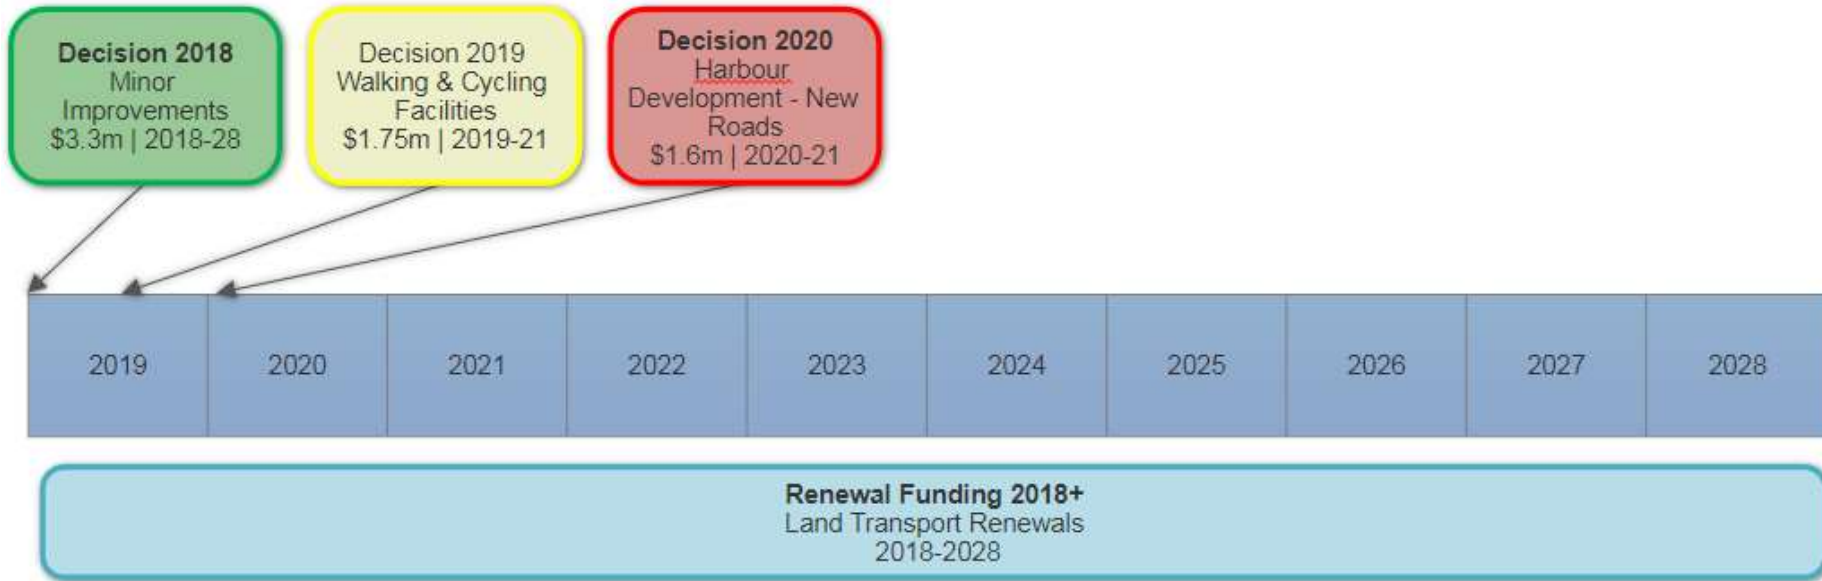 Decision 2018
Minor
Improvements
$3.3m | 2018-28
Decision 2019
Walking & Cycling
Facilities
$1.75m | 2019-21
Decision 2020
Harbour
Development - New
Roads
$1.6m | 2020-21
2019
2020
2021
2022
2023
2024
2025
2026
2027
2028
Renewal Funding 2018+
Land Transport Renewals
2018-2028